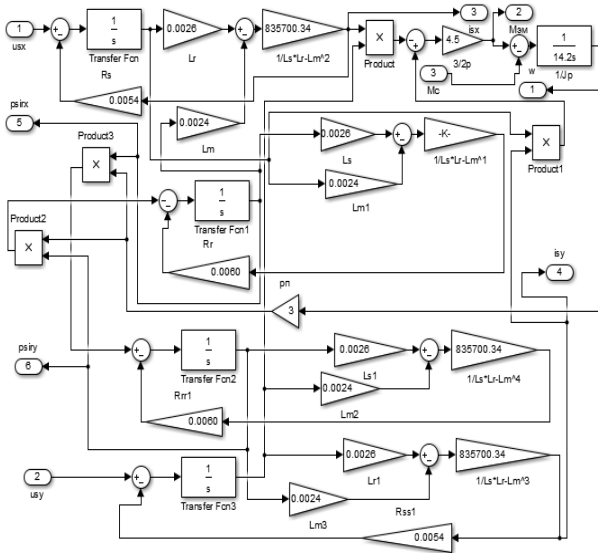 1
usx
1
s
Transfer Fcn
Rs
0.0026
Lr
835700.34
1/Ls*Lr-Lm^2
Product
3
isx
4.5
3/2p
2
Мэм
3
Mc
w
1
14.2s
1/Jp
1
0.0054
psirx
5
Product3
0.0024
Lm
0.0026
Ls
-K-
1/Ls*Lr-Lm^1
Product1
0.0024
Lm1
Product2
1
s
Transfer Fcn1
Rr
0.0060
isy
4
pn
3
psiry
6
1
s
Transfer Fcn2
Rrr1
0.0026
Ls1
835700.34
1/Ls*Lr-Lm^4
0.0024
Lm2
0.0060
2
usy
1
s
Transfer Fcn3
0.0026
Lr1
835700.34
1/Ls*Lr-Lm^3
0.0024
Lm3
Rss1
0.0054